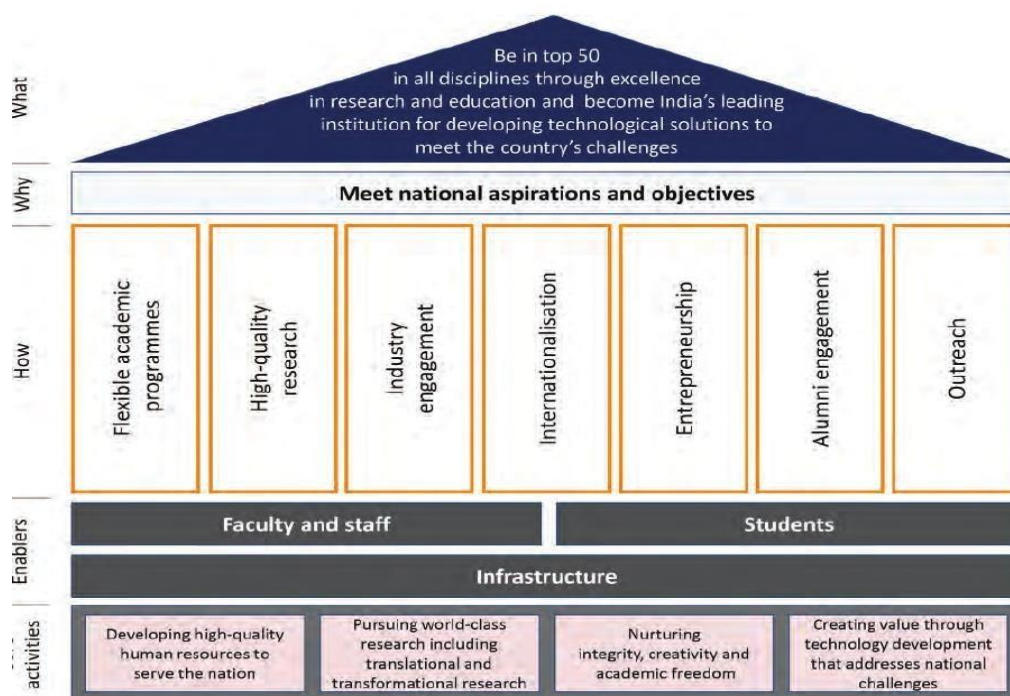 What
Be in top 50
in all disciplines through excellence
in research and education and become India's leading
institution for developing technological solutions to
meet the country's challenges
Why
Meet national aspirations and objectives
How
Flexible academic
programmes
High-quality
research
Industry
engagement
Internationalisation
Entrepreneurship
Alumni engagement
Outreach
Enablers
Faculty and staff
Students
Infrastructure
activities
Developing high-quality
human resources to
serve the nation
Pursuing world-class
research including
translational and
transformational research
Nurturing
integrity, creativity and
academic freedom
Creating value through
technology development
that addresses national
challenges